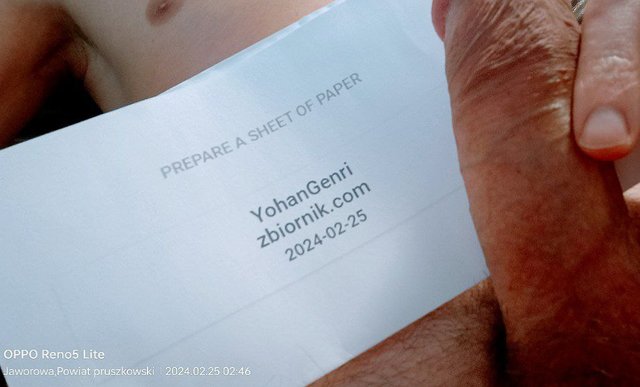 PREPARE A SHEET OF PAPER
YohanGenri
zbiornik.com
2024-02-25
OPPO Reno5 Lite
Jaworowa,Powiat pruszkowski 2024.02.25 02:46